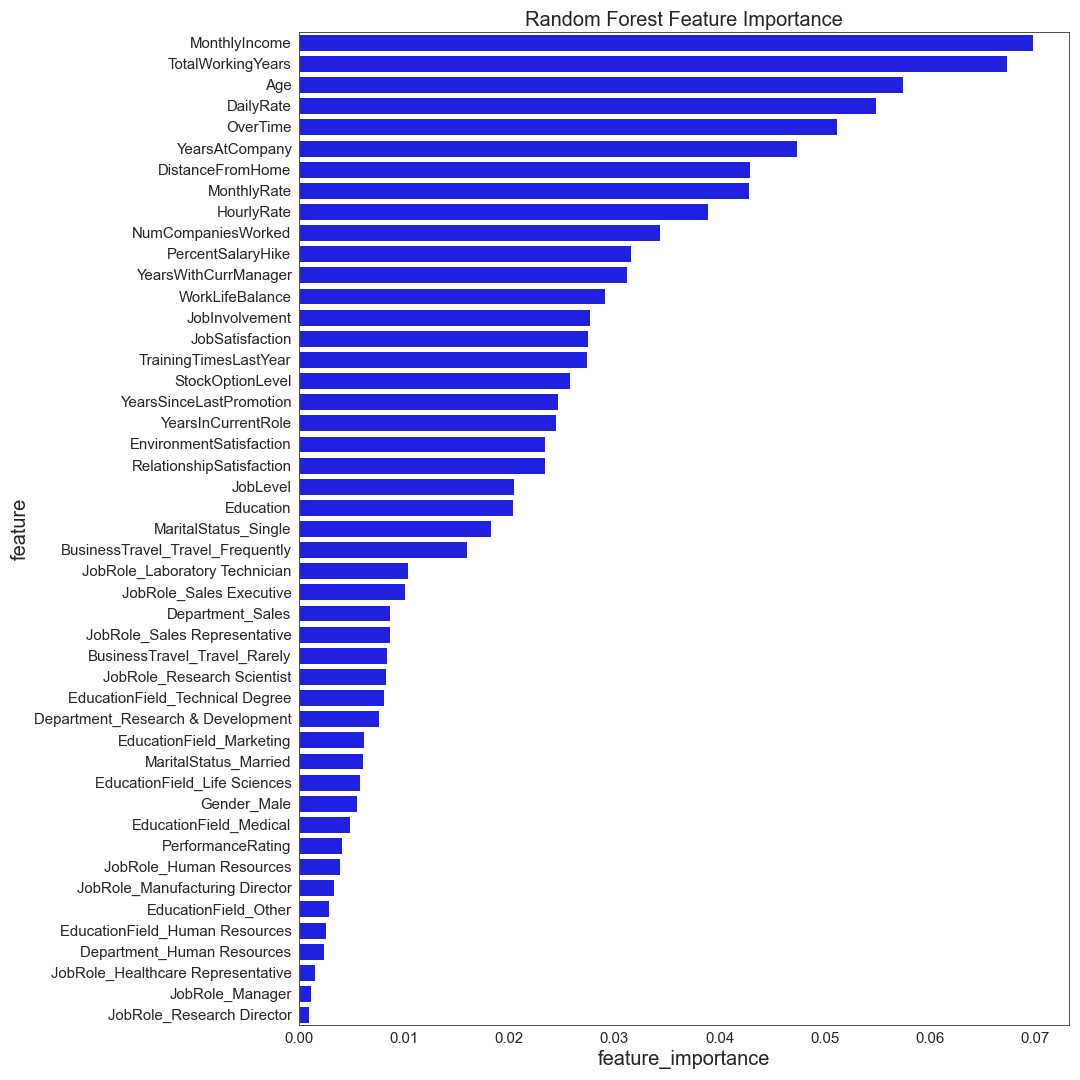 Random Forest Feature Importance
MonthlyIncome
TotalWorkingYears
Age
DailyRate
OverTime
YearsAtCompany
DistanceFromHome
MonthlyRate
HourlyRate
NumCompaniesWorked
PercentSalaryHike
YearsWithCurrManager
WorkLifeBalance
JobInvolvement
JobSatisfaction
TrainingTimesLastYear
StockOptionLevel
YearsSinceLastPromotion
YearsInCurrentRole
EnvironmentSatisfaction
RelationshipSatisfaction
JobLevel
Education
MaritalStatus_Single
BusinessTravel_Travel_Frequently
JobRole_Laboratory Technician
JobRole_Sales Executive
Department_Sales
JobRole_Sales Representative
BusinessTravel_Travel_Rarely
JobRole_Research Scientist
EducationField_Technical Degree
Department_Research & Development
EducationField_Marketing
MaritalStatus_Married
EducationField_Life Sciences
Gender_Male
EducationField_Medical
PerformanceRating
JobRole_Human Resources
JobRole_Manufacturing Director
EducationField_Other
EducationField_Human Resources
Department_Human Resources
JobRole_Healthcare Representative
JobRole_Manager
JobRole_Research Director
feature
0.00 0.01 0.02 0.03 0.04 0.05 0.06 0.07
feature_importance